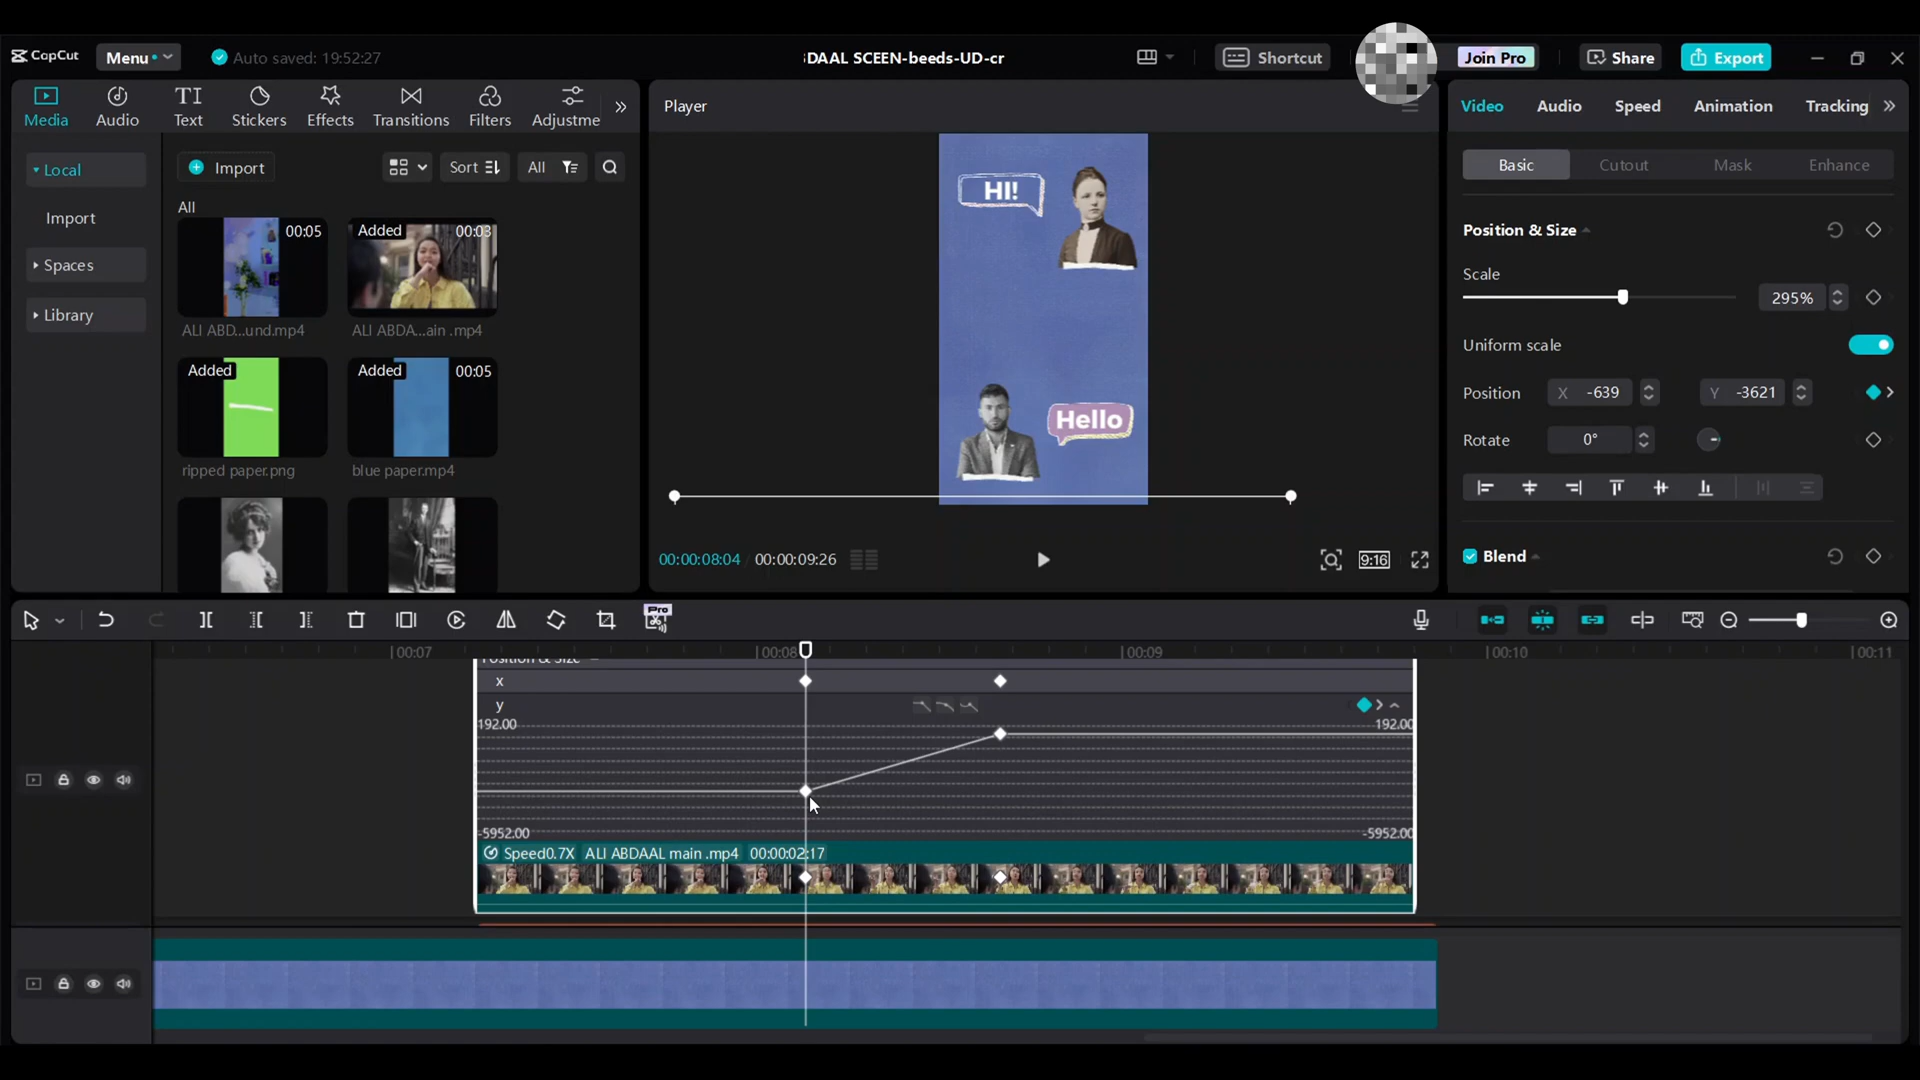 CapCut
Menu
Auto saved: 19:52:27
DAAL SCEEN-beeds-UD-cr
Shortcut
Join Pro
Share
Export
Media
Audio
Text
Stickers
Effects
Transitions
Filters
Adjustme
Local
Import
Spaces
Library
Import
Sort
All
All
00:05
Added
00:03
ALI ABD...und.mp4
ALI ABDA...ain .mp4
Added
Added
00:05
ripped paper.png
blue paper.mp4
Player
HI!
Hello
00:00:08:04
00:00:09:26
9:16
Video
Audio
Speed
Animation
Tracking
Basic
Cutout
Mask
Enhance
Position & Size
Scale
295%
Uniform scale
Position
X -639
Y -3621
Rotate
0°
Blend
Pro
00:07
00:08
00:09
00:10
00:11
Position & Size
x
y
192.00
192.00
-5952.00
-5952.00
Speed0.7X ALI ABDAAL main .mp4 00:00:02:17